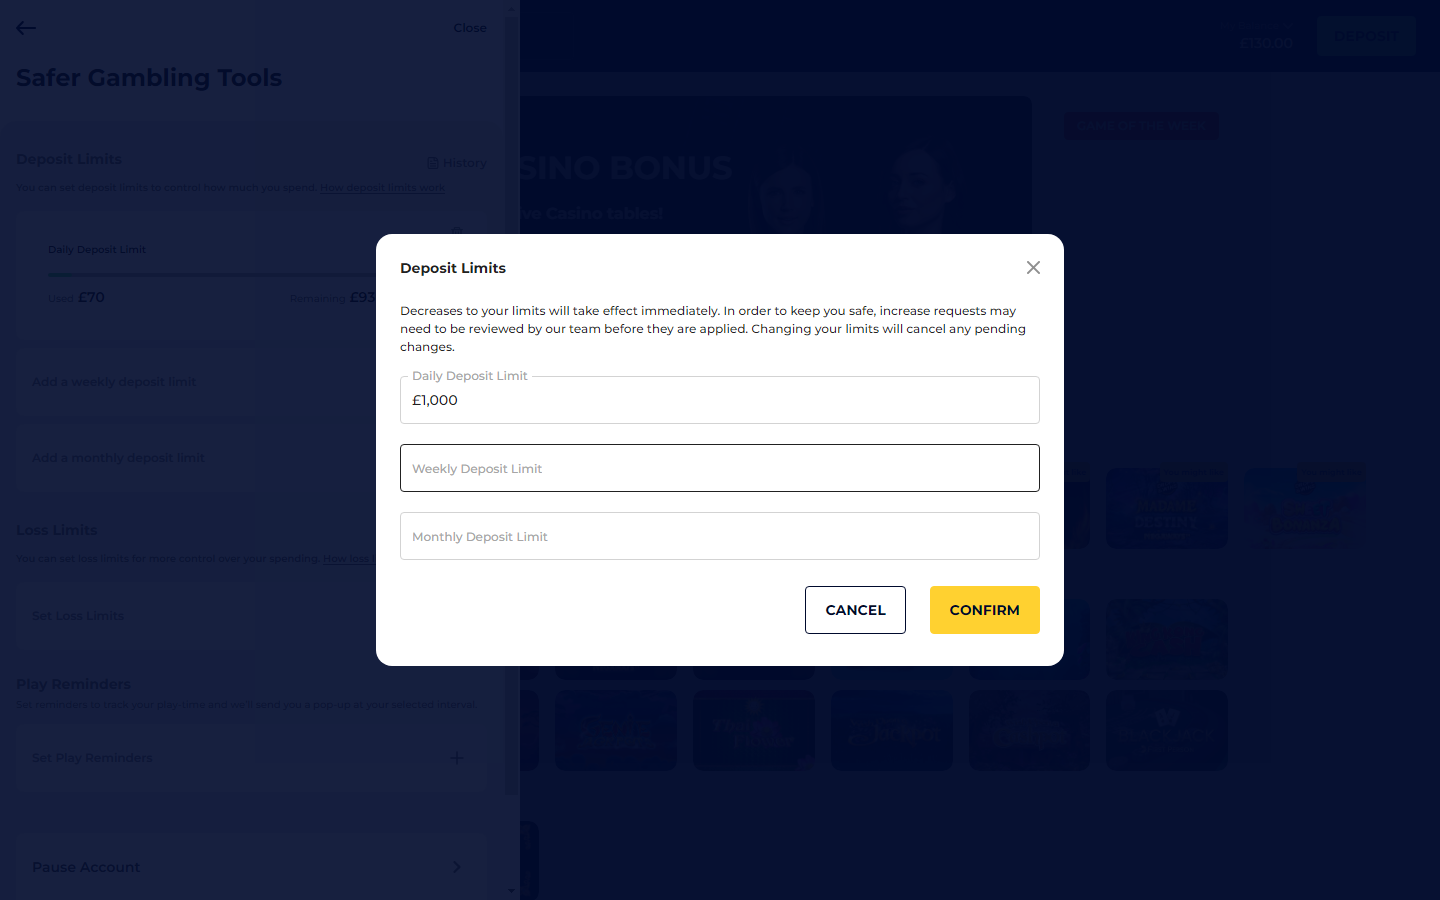 Close
Safer Gambling Tools
Deposit Limits
History
You can set deposit limits to control how much you spend. How deposit limits work
Daily Deposit Limit
Used £70
Remaining £93
Add a weekly deposit limit
Add a monthly deposit limit
Loss Limits
You can set loss limits for more control over your spending. How loss
Set Loss Limits
Play Reminders
Set reminders to track your play-time and we'll send you a pop-up at your selected interval.
Set Play Reminders
Pause Account
£130.00
DEPOSIT
SINO BONUS
ve Casino tables!
GAME OF THE WEEK
Deposit Limits
Decreases to your limits will take effect immediately. In order to keep you safe, increase requests may
need to be reviewed by our team before they are applied. Changing your limits will cancel any pending
changes.
Daily Deposit Limit
£1,000
Weekly Deposit Limit
Monthly Deposit Limit
CANCEL
CONFIRM
MADAME
DESTINY